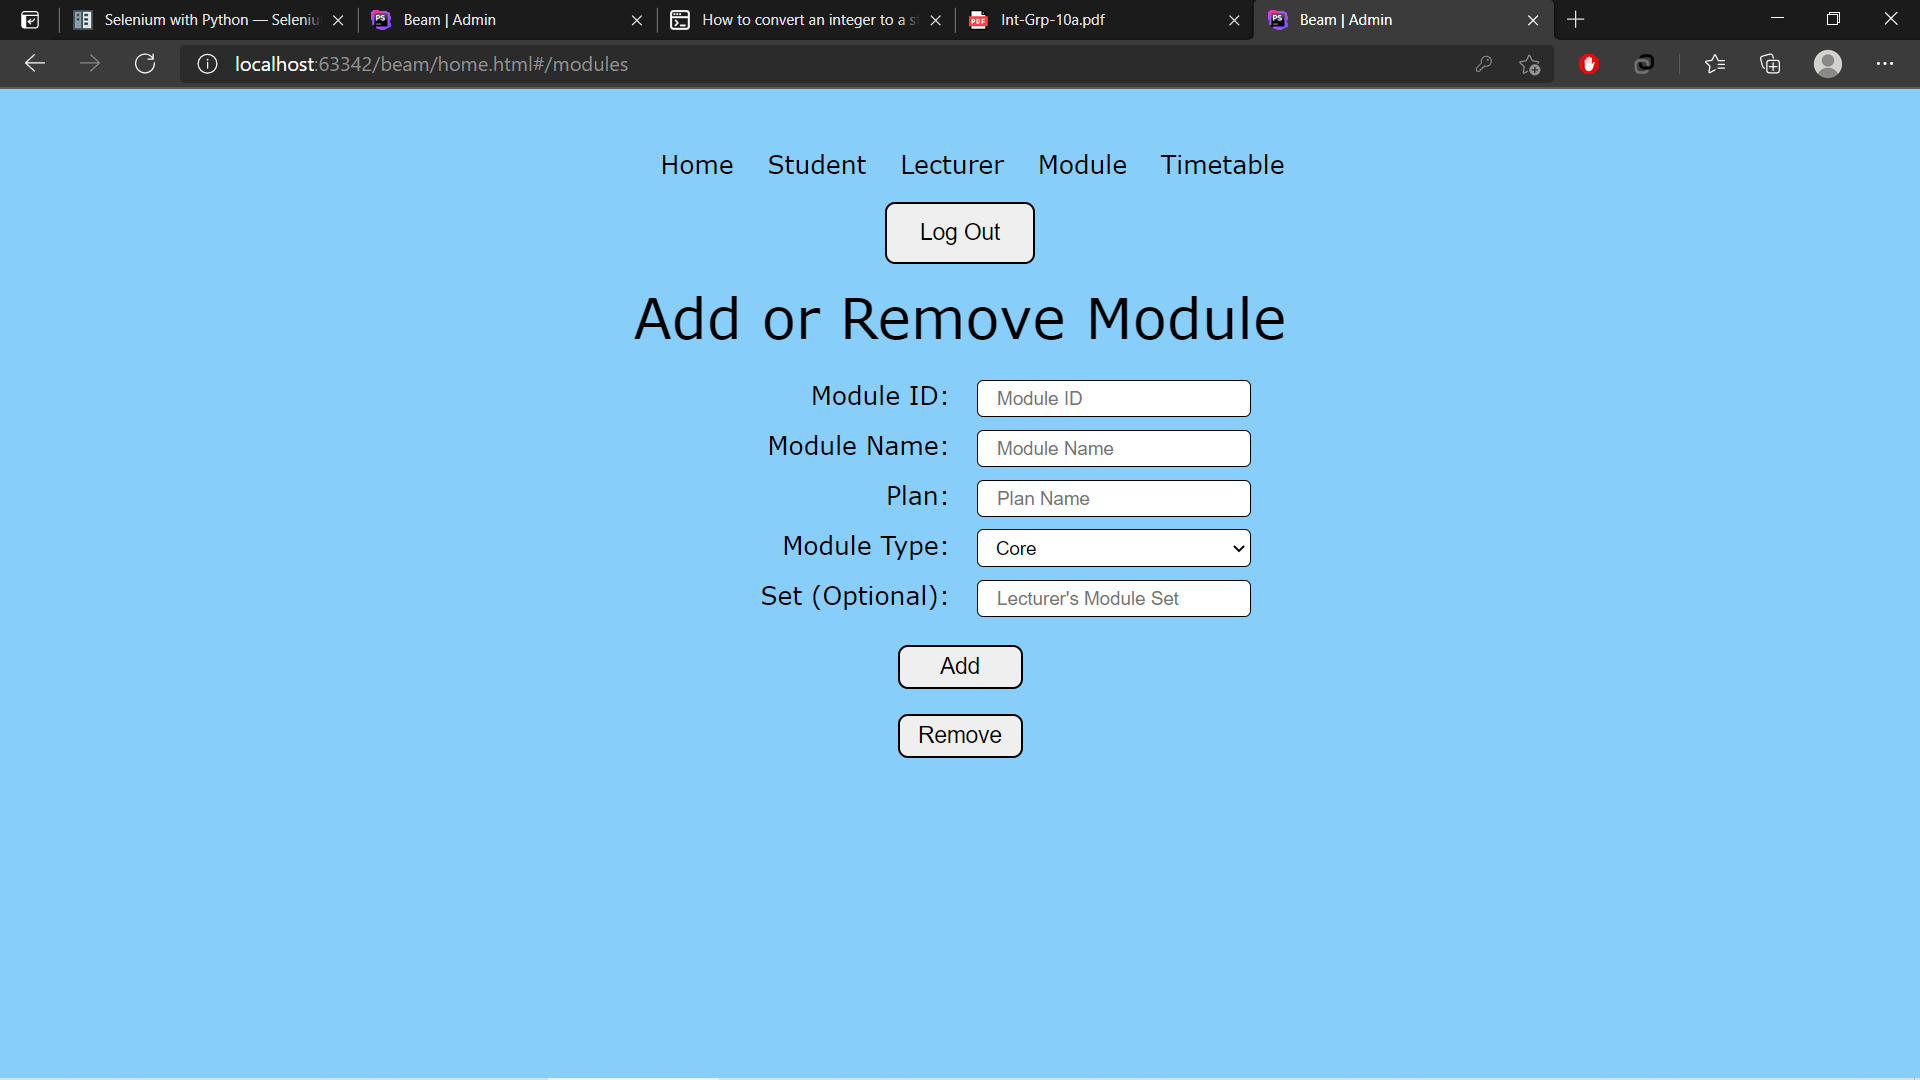 Selenium with Python — Seleniu
Beam | Admin
How to convert an integer to a s
Int-Grp-10a.pdf
Beam | Admin
localhost:63342/beam/home.html#/modules
Home Student Lecturer Module Timetable
Log Out
Add or Remove Module
Module ID: Module ID
Module Name: Module Name
Plan: Plan Name
Module Type: Core
Set (Optional): Lecturer's Module Set
Add
Remove